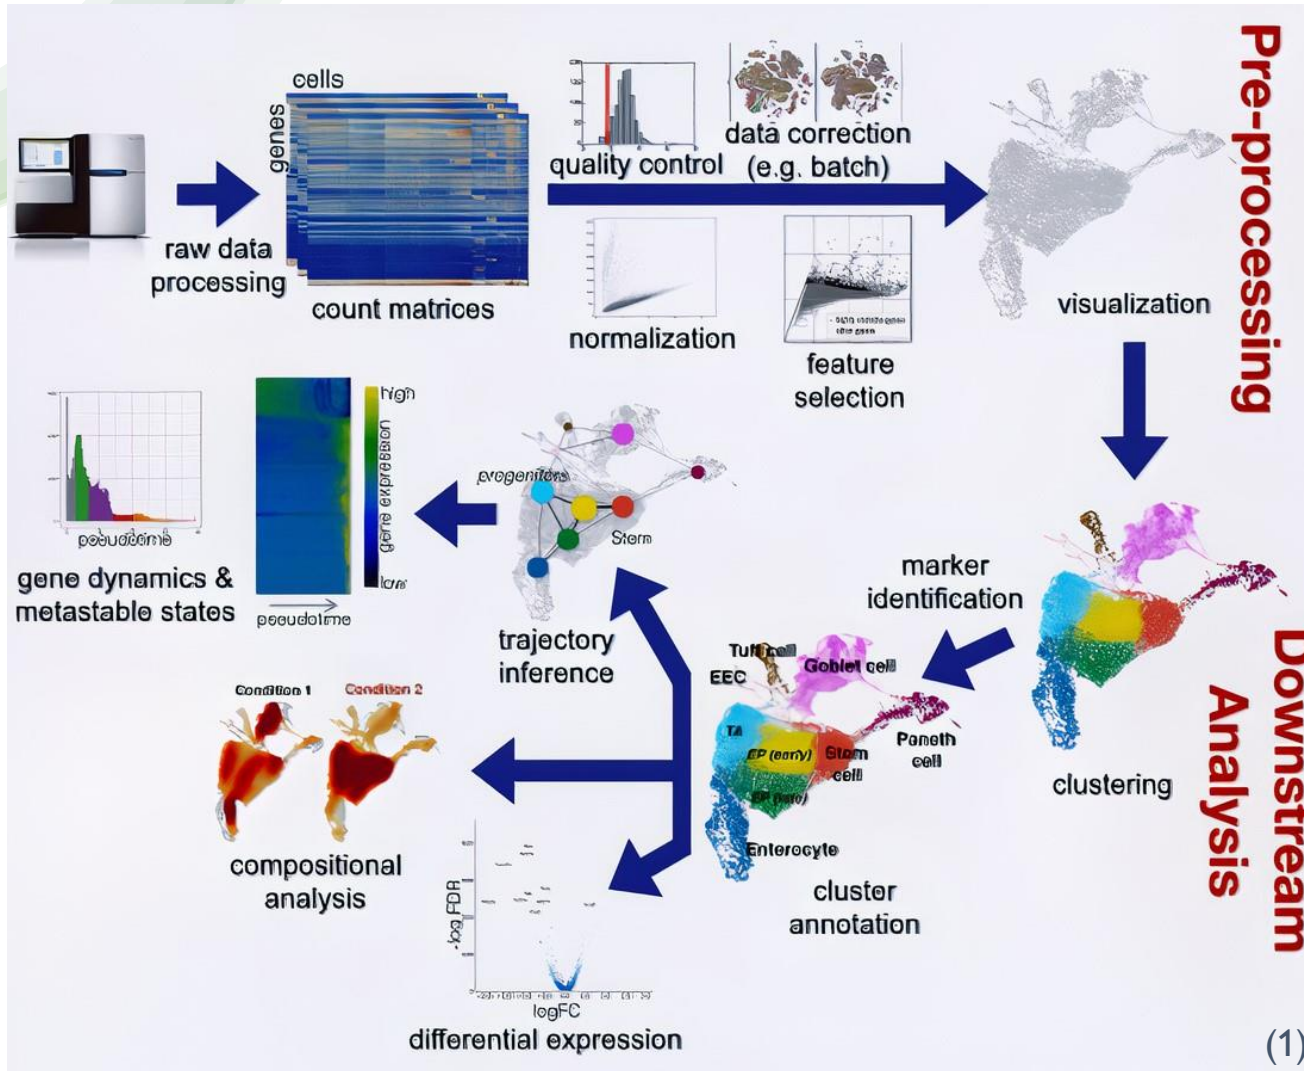 Pre-processing
cells
genes
raw data
processing
count matrices
quality control
data correction
(e.g. batch)
normalization
feature
selection
visualization
high
gene expression
low
pseudotime
pseudotime
gene dynamics &
metastable states
progenitors
Stem
trajectory
inference
marker
identification
clustering
Downstream
Analysis
Tuft cell
EEC
Goblet cell
TA
EP (early)
Stem
cell
Paneth
cell
EP (late)
Enterocyte
cluster
annotation
Condition 1
Condition 2
compositional
analysis
-log FDR
logFC
differential expression
(1)